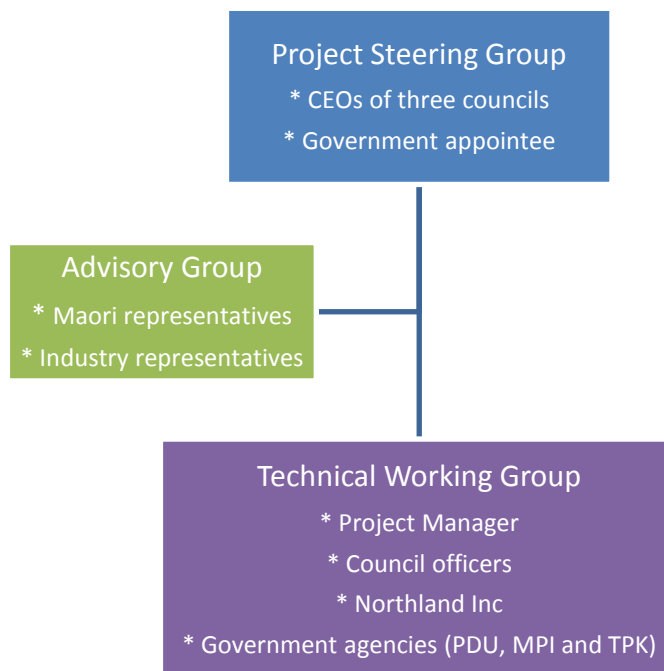 Project Steering Group
* CEOs of three councils
* Government appointee
Advisory Group
* Maori representatives
* Industry representatives
Technical Working Group
* Project Manager
* Council officers
* Northland Inc
* Government agencies (PDU, MPI and TPK)